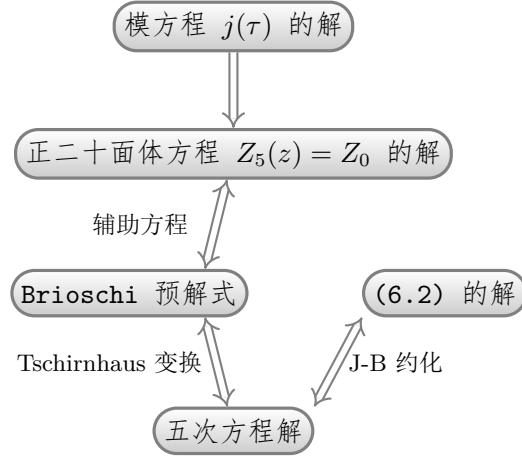 模方程 j(τ) 的解
正二十面体方程 Z₅(z) = Z₀ 的解
辅助方程
Brioschi 预解式
(6.2) 的解
Tschirnhaus 变换
J-B 约化
五次方程解